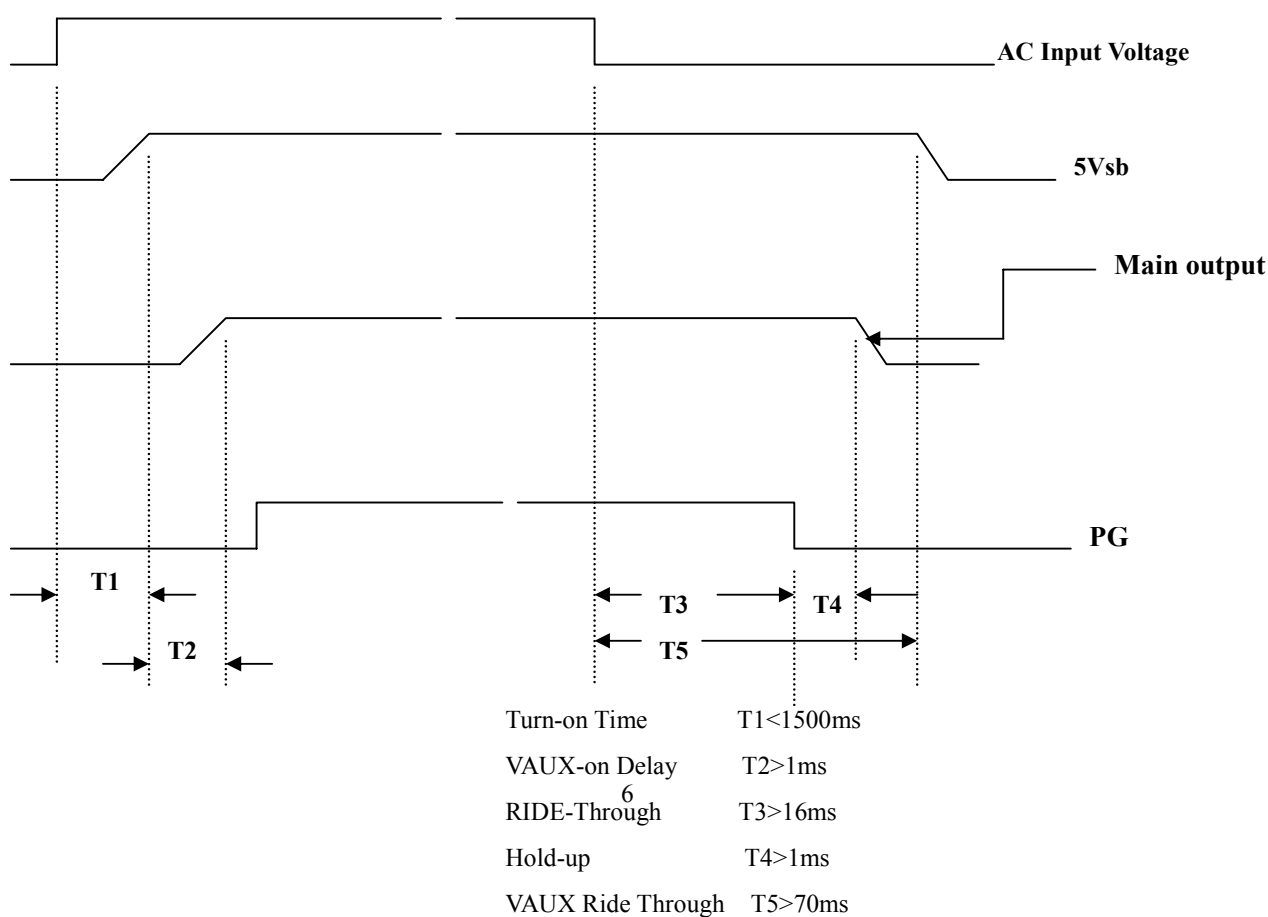 AC Input Voltage
5Vsb
Main output
PG
T1
T3
T4
T2
T5
Turn-on Time T1<1500ms
VAUX-on Delay T2>1ms
6
RIDE-Through T3>16ms
Hold-up T4>1ms
VAUX Ride Through T5>70ms